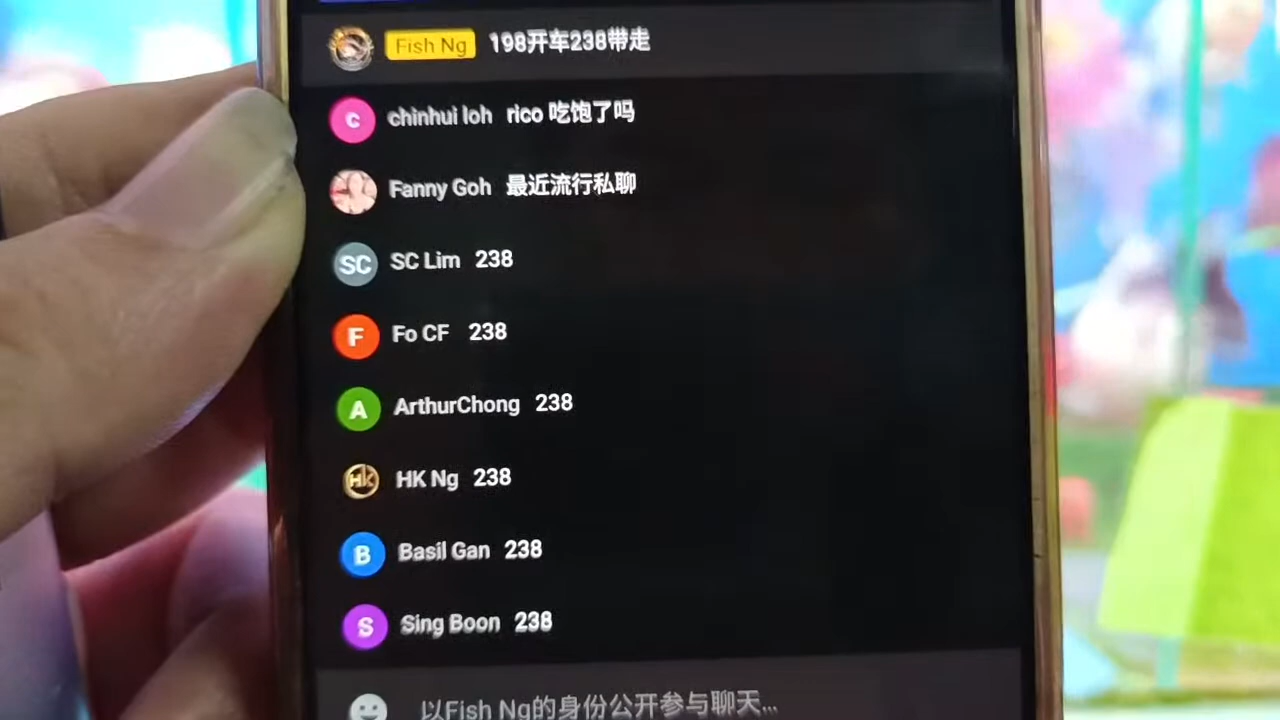 Fish Ng 198开车238带走
C chinhui loh rico 吃饱了吗
Fanny Goh 最近流行私聊
SC SC Lim 238
F Fo CF 238
A ArthurChong 238
HK HK Ng 238
B Basil Gan 238
S Sing Boon 238
以Fish Ng的身份公开参与聊天...